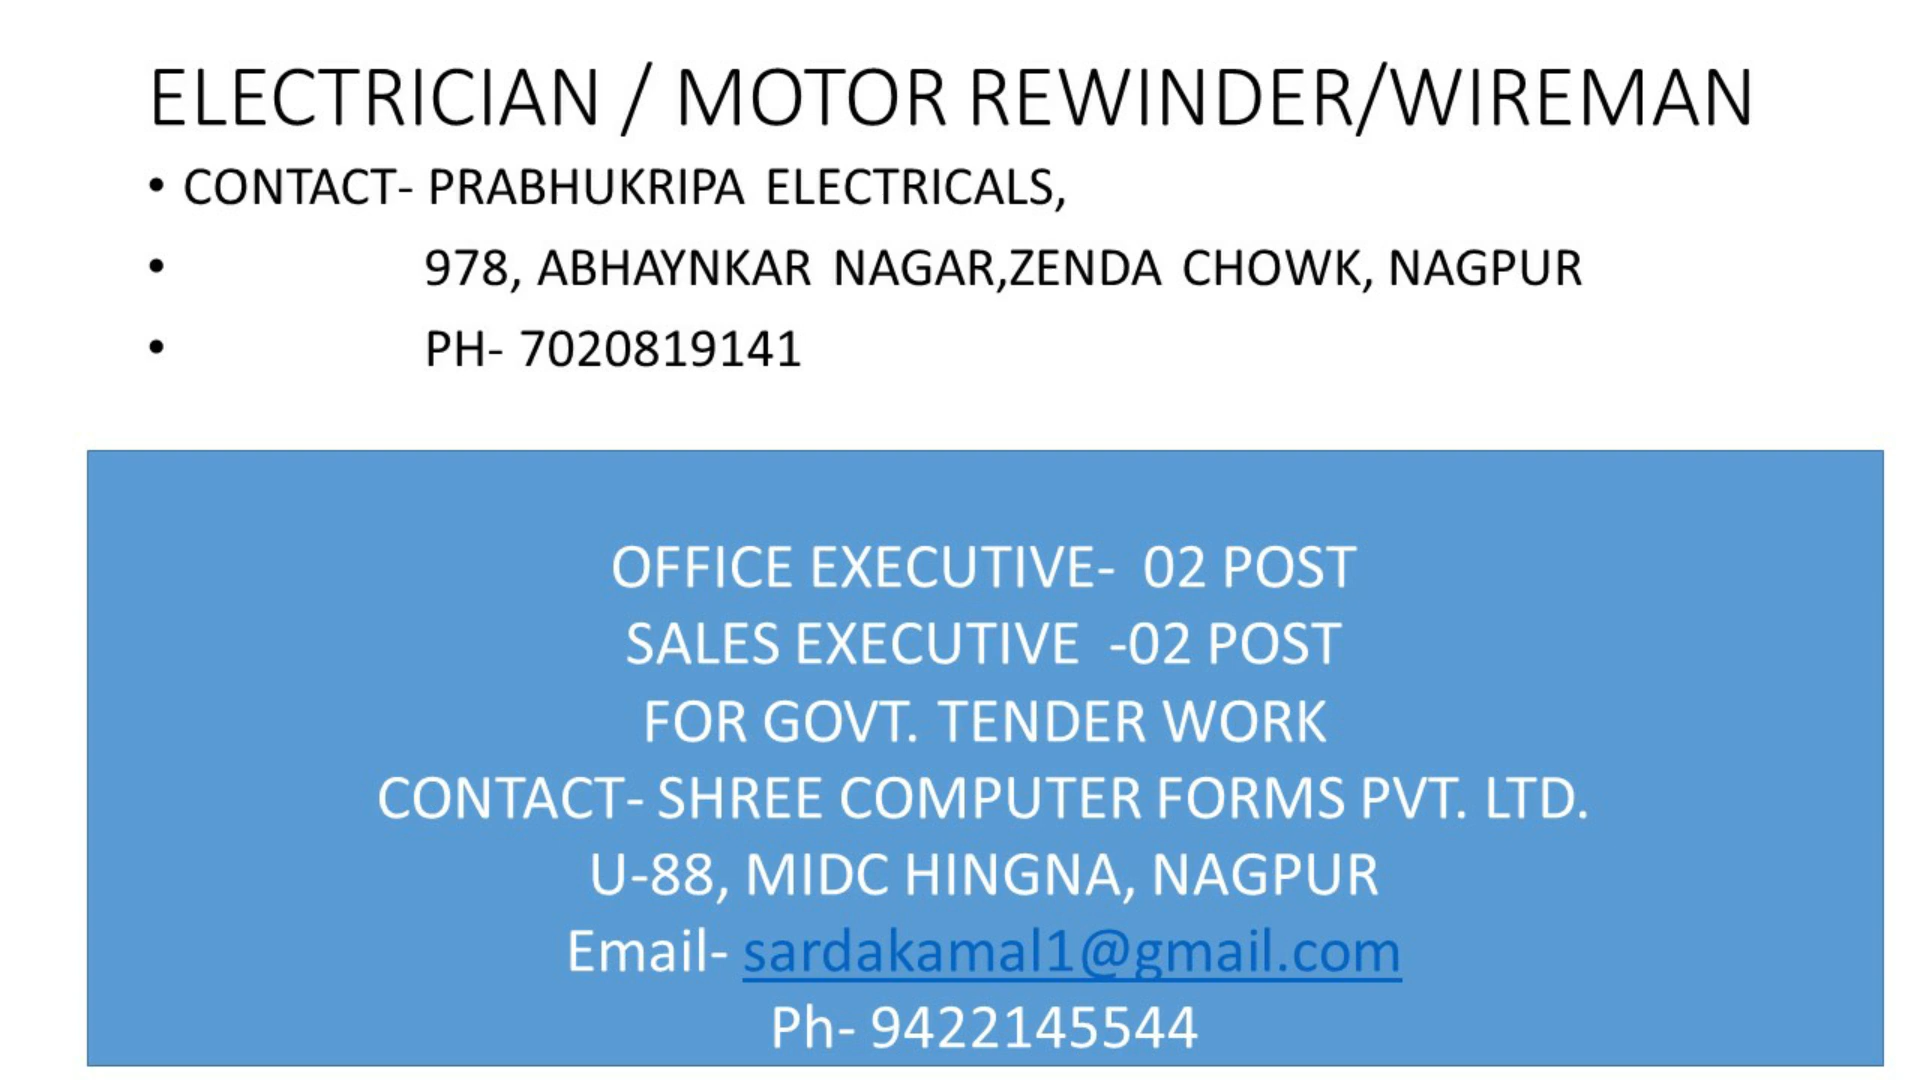 ELECTRICIAN / MOTOR REWINDER/WIREMAN
• CONTACT- PRABHUKRIPA ELECTRICALS,
• 978, ABHAYNKAR NAGAR,ZENDA CHOWK, NAGPUR
• PH- 7020819141
OFFICE EXECUTIVE- 02 POST
SALES EXECUTIVE -02 POST
FOR GOVT. TENDER WORK
CONTACT- SHREE COMPUTER FORMS PVT. LTD.
U-88, MIDC HINGNA, NAGPUR
Email- sardakamal1@gmail.com
Ph- 9422145544